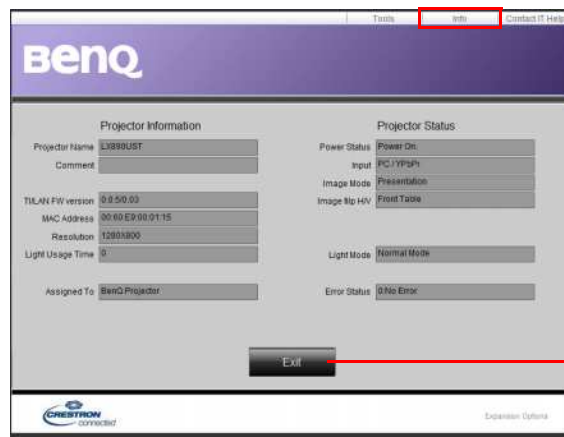 Tools Info Contact IT Help
BenQ
Projector Information
Projector Name LX890UST
Comment
TI/LAN FW version 0.0.5/0.03
MAC Address 00:60:E9:00:01:15
Resolution 1280X800
Light Usage Time 0
Assigned To BenQ Projector
Projector Status
Power Status Power On.
Input PC / YPbPr
Image Mode Presentation
Image flip H/V Front Table
Light Mode Normal Mode
Error Status 0:No Error
Exit
CRESTRON
connected
Expansion Options